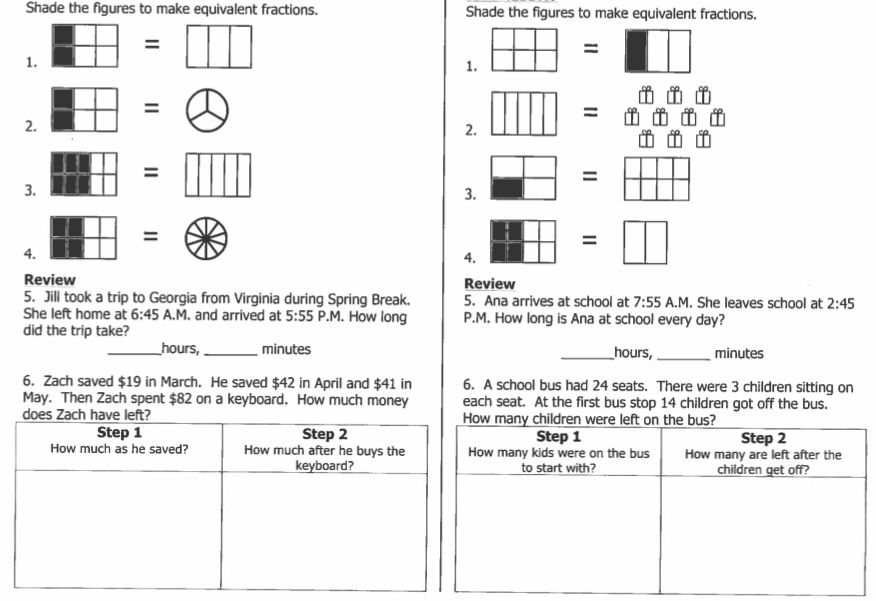 Shade the figures to make equivalent fractions.
1.
=
2.
=
3.
=
4.
=
Review
5. Jill took a trip to Georgia from Virginia during Spring Break.
She left home at 6:45 A.M. and arrived at 5:55 P.M. How long
did the trip take?
_______hours, _______ minutes
6. Zach saved $19 in March. He saved $42 in April and $41 in
May. Then Zach spent $82 on a keyboard. How much money
does Zach have left?
Step 1
How much as he saved?
Step 2
How much after he buys the
keyboard?
Shade the figures to make equivalent fractions.
1.
=
2.
=
3.
=
4.
=
Review
5. Ana arrives at school at 7:55 A.M. She leaves school at 2:45
P.M. How long is Ana at school every day?
_______hours, _______ minutes
6. A school bus had 24 seats. There were 3 children sitting on
each seat. At the first bus stop 14 children got off the bus.
How many children were left on the bus?
Step 1
How many kids were on the bus
to start with?
Step 2
How many are left after the
children get off?